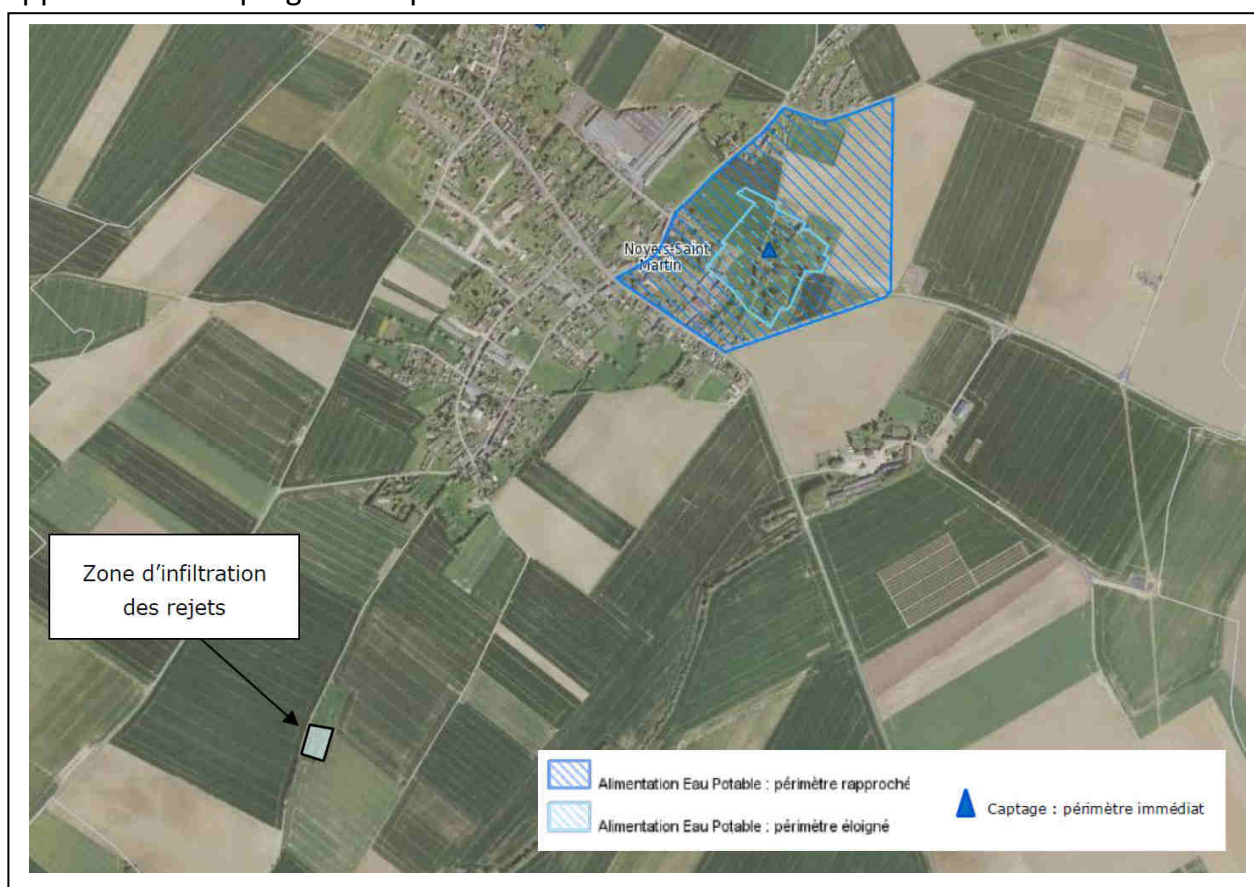 Noyers-Saint
Martin
Zone d’infiltration
des rejets
Alimentation Eau Potable : périmètre rapproché
Alimentation Eau Potable : périmètre éloigné
Captage : périmètre immédiat